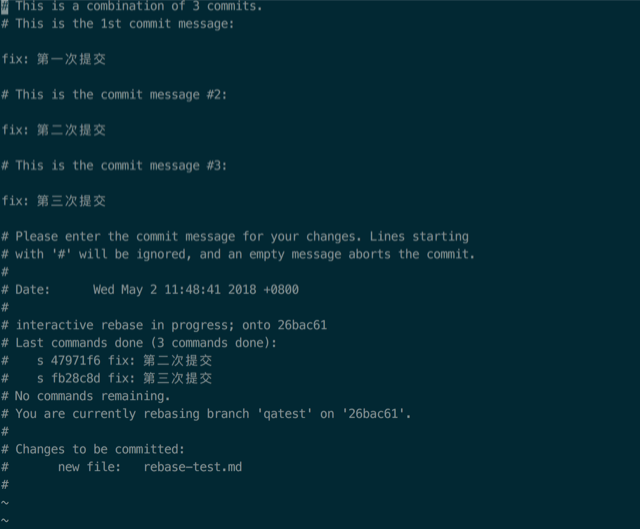 # This is a combination of 3 commits.
# This is the 1st commit message:
fix: 第一次提交
# This is the commit message #2:
fix: 第二次提交
# This is the commit message #3:
fix: 第三次提交
# Please enter the commit message for your changes. Lines starting
# with '#' will be ignored, and an empty message aborts the commit.
#
# Date:      Wed May 2 11:48:41 2018 +0800
#
# interactive rebase in progress; onto 26bac61
# Last commands done (3 commands done):
#    s 47971f6 fix: 第二次提交
#    s fb28c8d fix: 第三次提交
# No commands remaining.
# You are currently rebasing branch 'qatest' on '26bac61'.
#
# Changes to be committed:
#       new file:   rebase-test.md
#
~
~